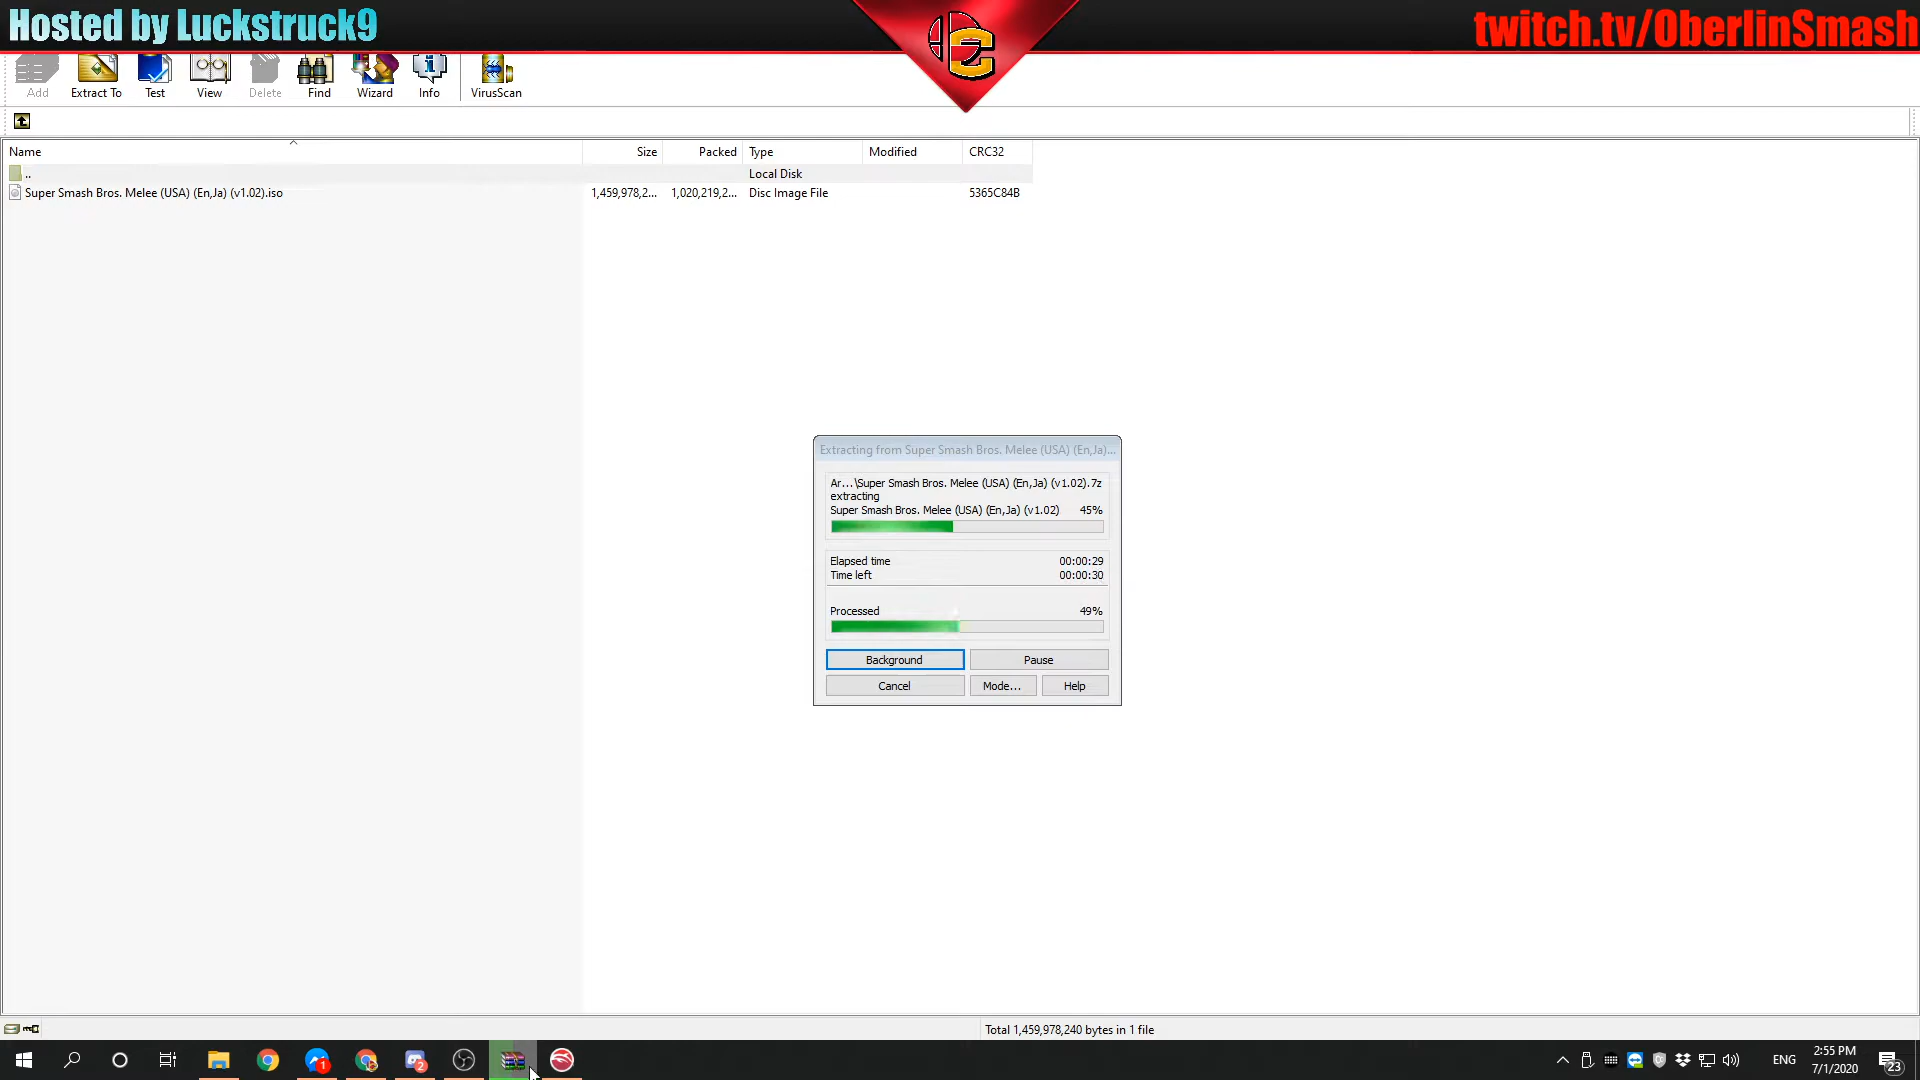 Hosted by Luckstruck9
twitch.tv/OberlinSmash
Add
Extract To
Test
View
Delete
Find
Wizard
Info
VirusScan
Name
Size
Packed
Type
Modified
CRC32
..
Local Disk
Super Smash Bros. Melee (USA) (En,Ja) (v1.02).iso
1,459,978,2...
1,020,219,2...
Disc Image File
5365C84B
Extracting from Super Smash Bros. Melee (USA) (En,Ja)...
Ar...\Super Smash Bros. Melee (USA) (En,Ja) (v1.02).7z
extracting
Super Smash Bros. Melee (USA) (En,Ja) (v1.02)
45%
Elapsed time
00:00:29
Time left
00:00:30
Processed
49%
Background
Pause
Cancel
Mode...
Help
Total 1,459,978,240 bytes in 1 file
1
2
ENG
2:55 PM
7/1/2020
23